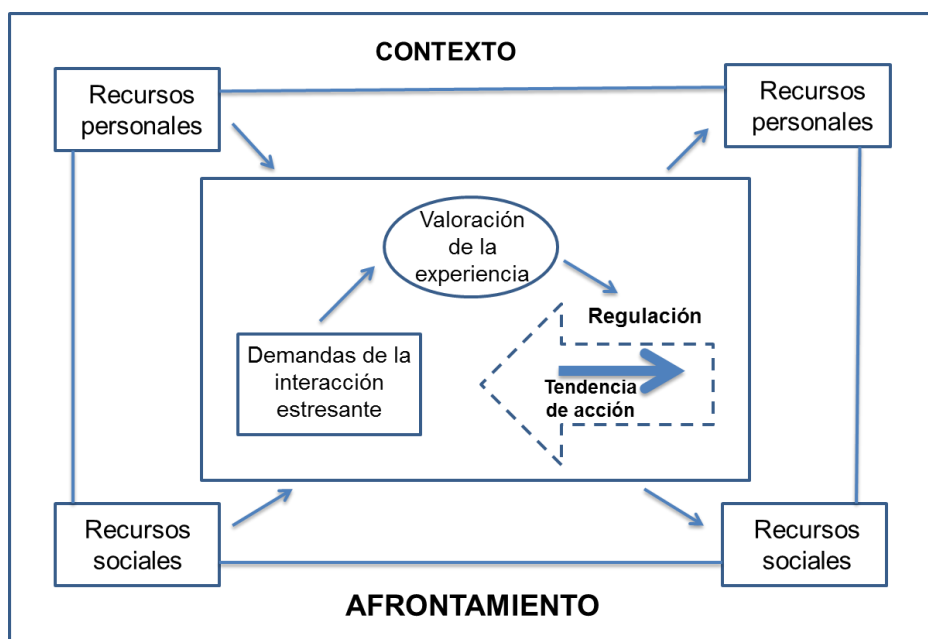 CONTEXTO
Recursos
personales
Recursos
personales
Valoración
de la
experiencia
Regulación
Demandas de la
interacción
estresante
Tendencia
de acción
Recursos
sociales
Recursos
sociales
AFRONTAMIENTO